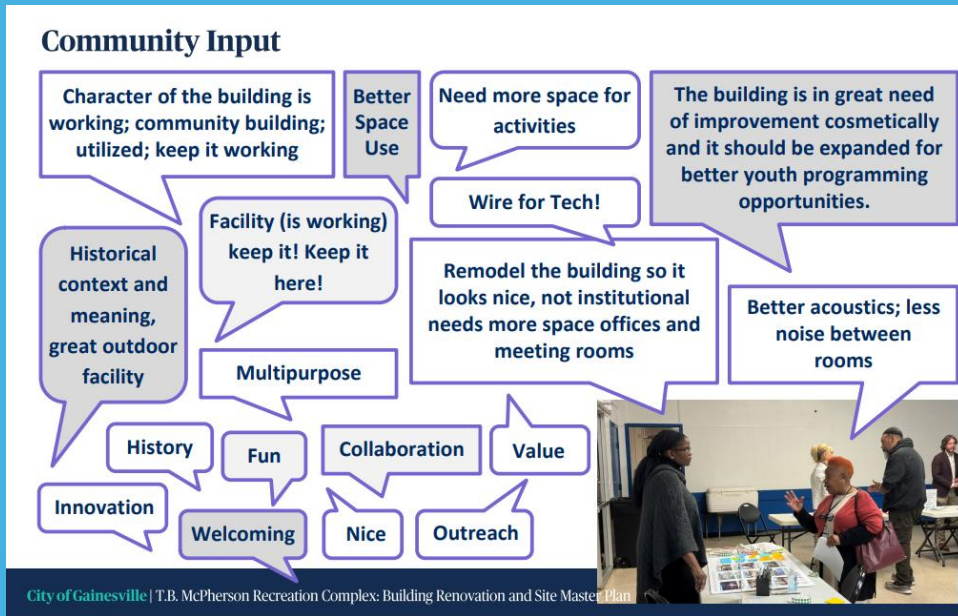 Community Input
Character of the building is
working; community building;
utilized; keep it working
Better
Space
Use
Need more space for
activities
The building is in great need
of improvement cosmetically
and it should be expanded for
better youth programming
opportunities.
Wire for Tech!
Facility (is working)
keep it! Keep it
here!
Historical
context and
meaning,
great outdoor
facility
Remodel the building so it
looks nice, not institutional
needs more space offices and
meeting rooms
Better acoustics; less
noise between
rooms
Multipurpose
History
Fun
Collaboration
Value
Innovation
Welcoming
Nice
Outreach
City of Gainesville | T.B. McPherson Recreation Complex: Building Renovation and Site Master Plan